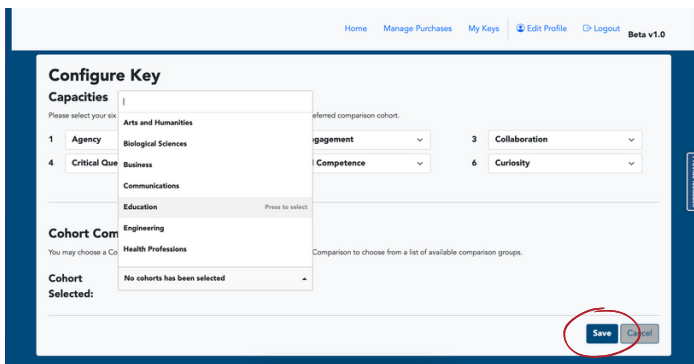 Home Manage Purchases My Keys Edit Profile Logout Beta v1.0
Configure Key
Capacities
Please select your six eferred comparison cohort.
1 Agency gagement 3 Collaboration
4 Critical Que Competence 6 Curiosity
Arts and Humanities
Biological Sciences
Business
Communications
Education Press to select
Engineering
Health Professions
Cohort Com
You may choose a Co Comparison to choose from a list of available comparison groups.
Cohort
Selected:
No cohorts has been selected
Save Cancel